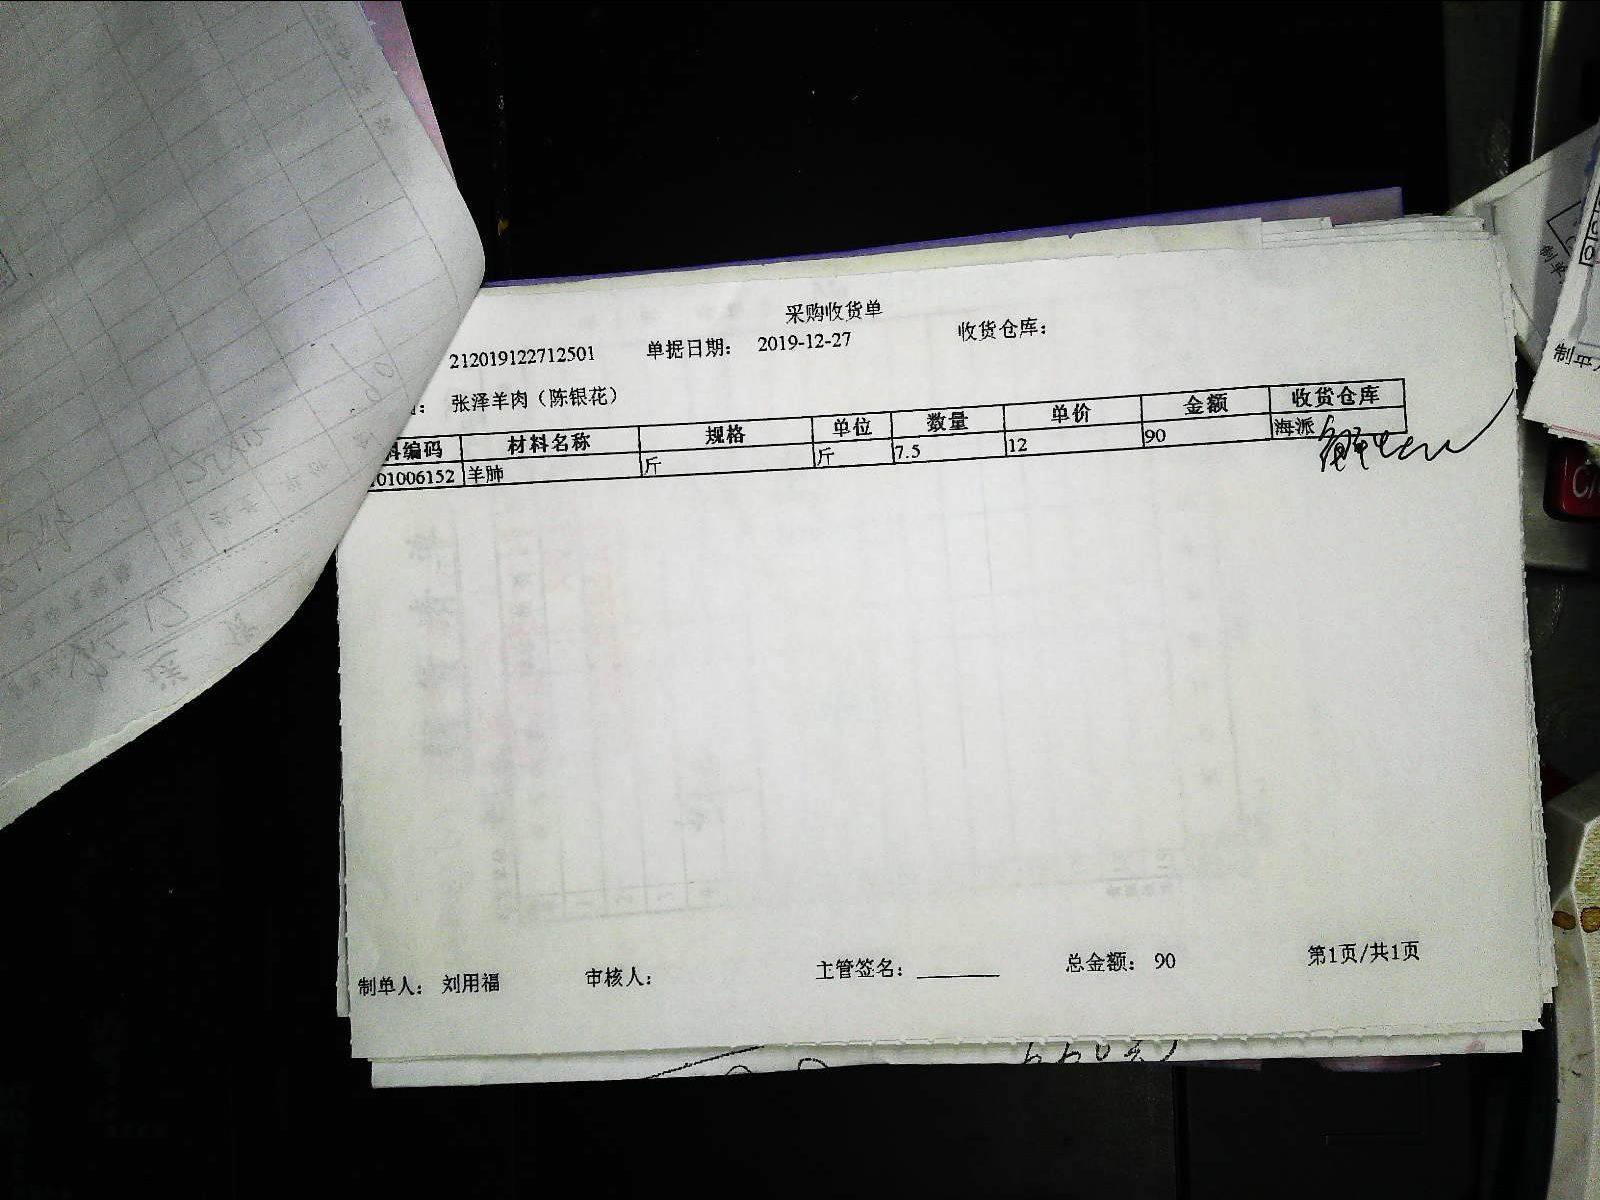 采购收货单
212019122712501 单据日期: 2019-12-27 收货仓库:
: 张泽羊肉（陈银花）
料编码 材料名称 规格 单位 数量 单价 金额 收货仓库
01006152 羊肺 斤 斤 7.5 12 90 海派
制单人: 刘用福 审核人: 主管签名: 总金额: 90 第1页/共1页
制单